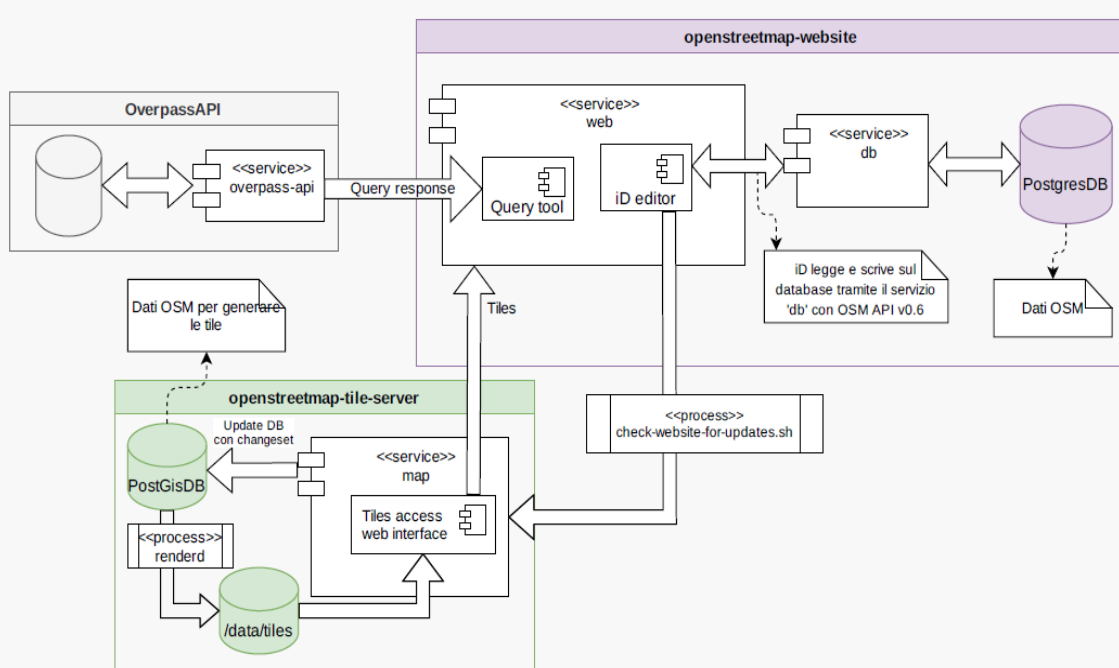 openstreetmap-website
OverpassAPI
<<service>>
overpass-api
Query response
<<service>>
web
Query tool
iD editor
<<service>>
db
PostgresDB
iD legge e scrive sul
database tramite il servizio
'db' con OSM API v0.6
Dati OSM
Dati OSM per generare
le tile
Tiles
openstreetmap-tile-server
Update DB
con changeset
PostGisDB
<<service>>
map
Tiles access
web interface
<<process>>
check-website-for-updates.sh
<<process>>
renderd
/data/tiles